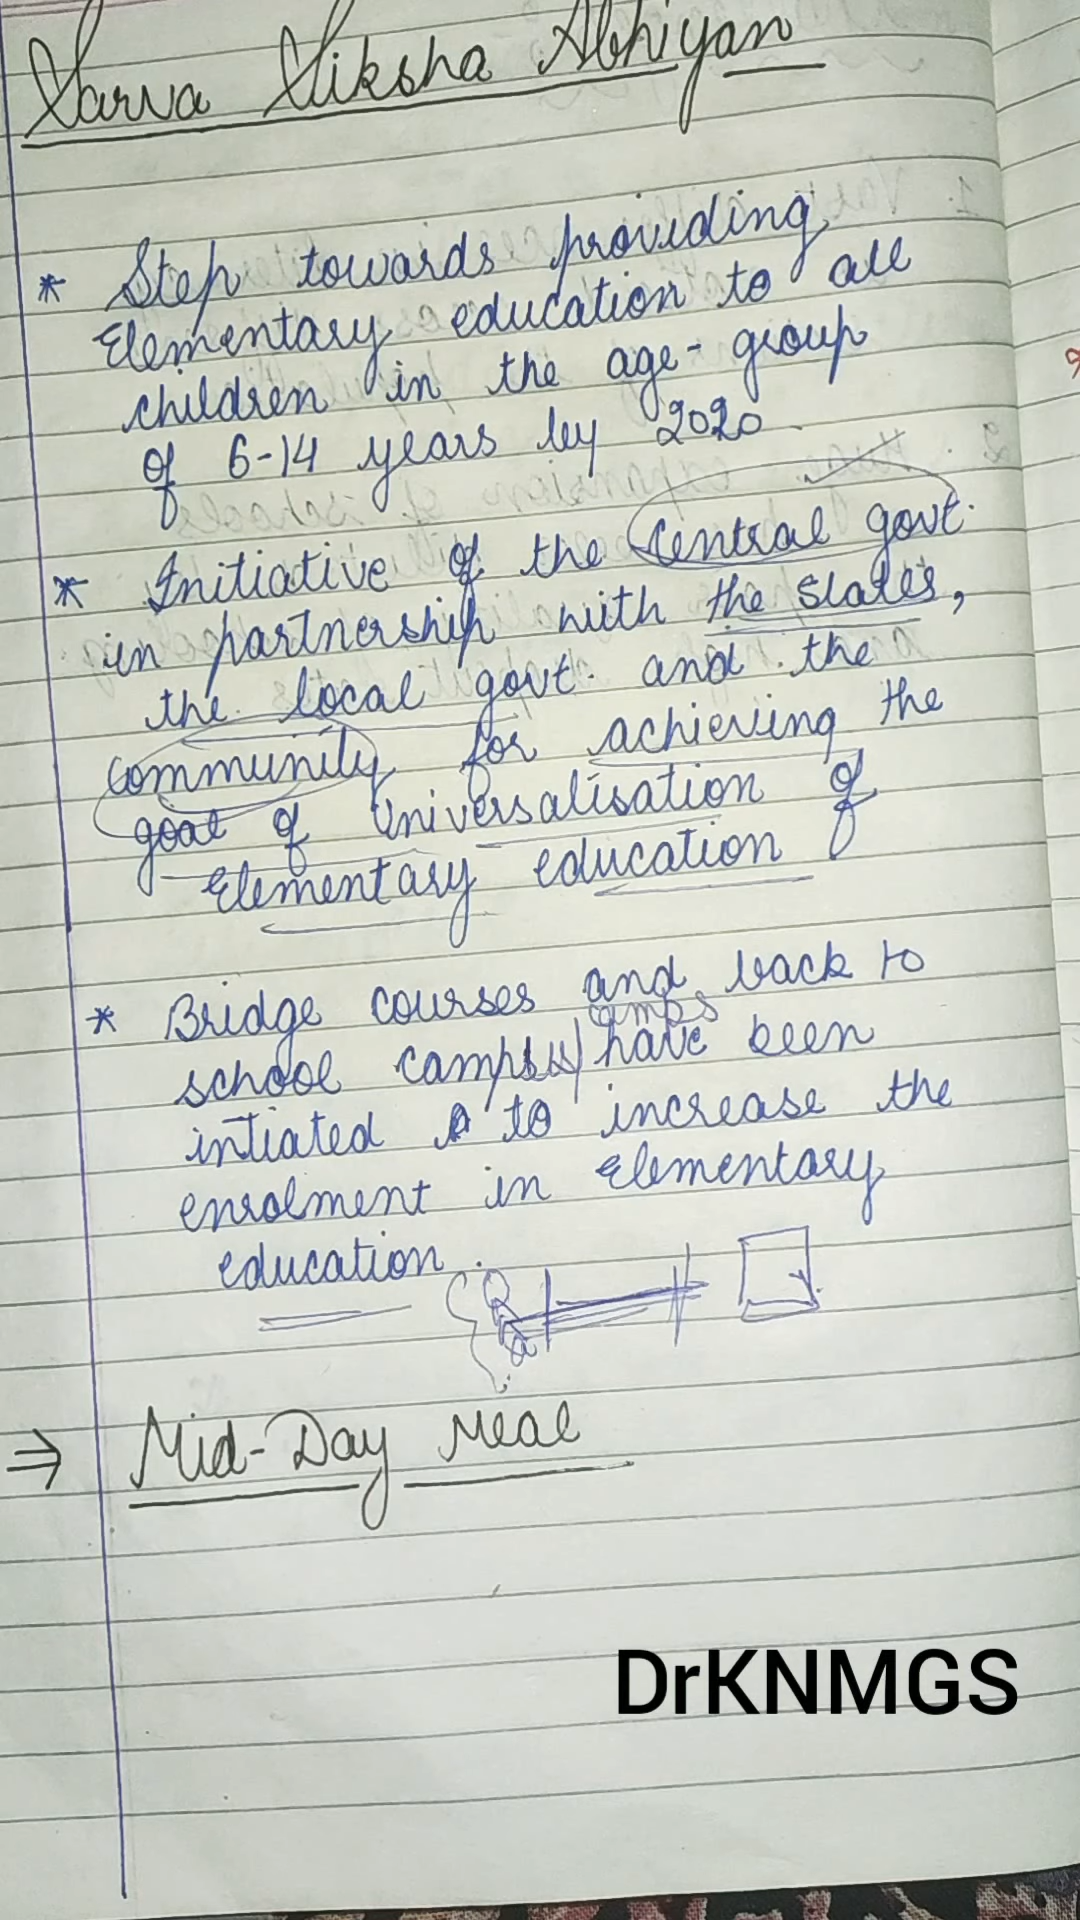 Sarva Siksha Abhiyan
* Step towards providing
Elementary education to all
children in the age-group
of 6-14 years by 2020
* Initiative of the Central govt.
in partnership with the States,
the local govt. and the
community for achieving the
goal of Universalisation of
Elementary education
* Bridge courses and back to
amps
school camps have been
intiated to increase the
enrolment in Elementary
education.
⇒ Mid-Day Meal
DrKNMGS